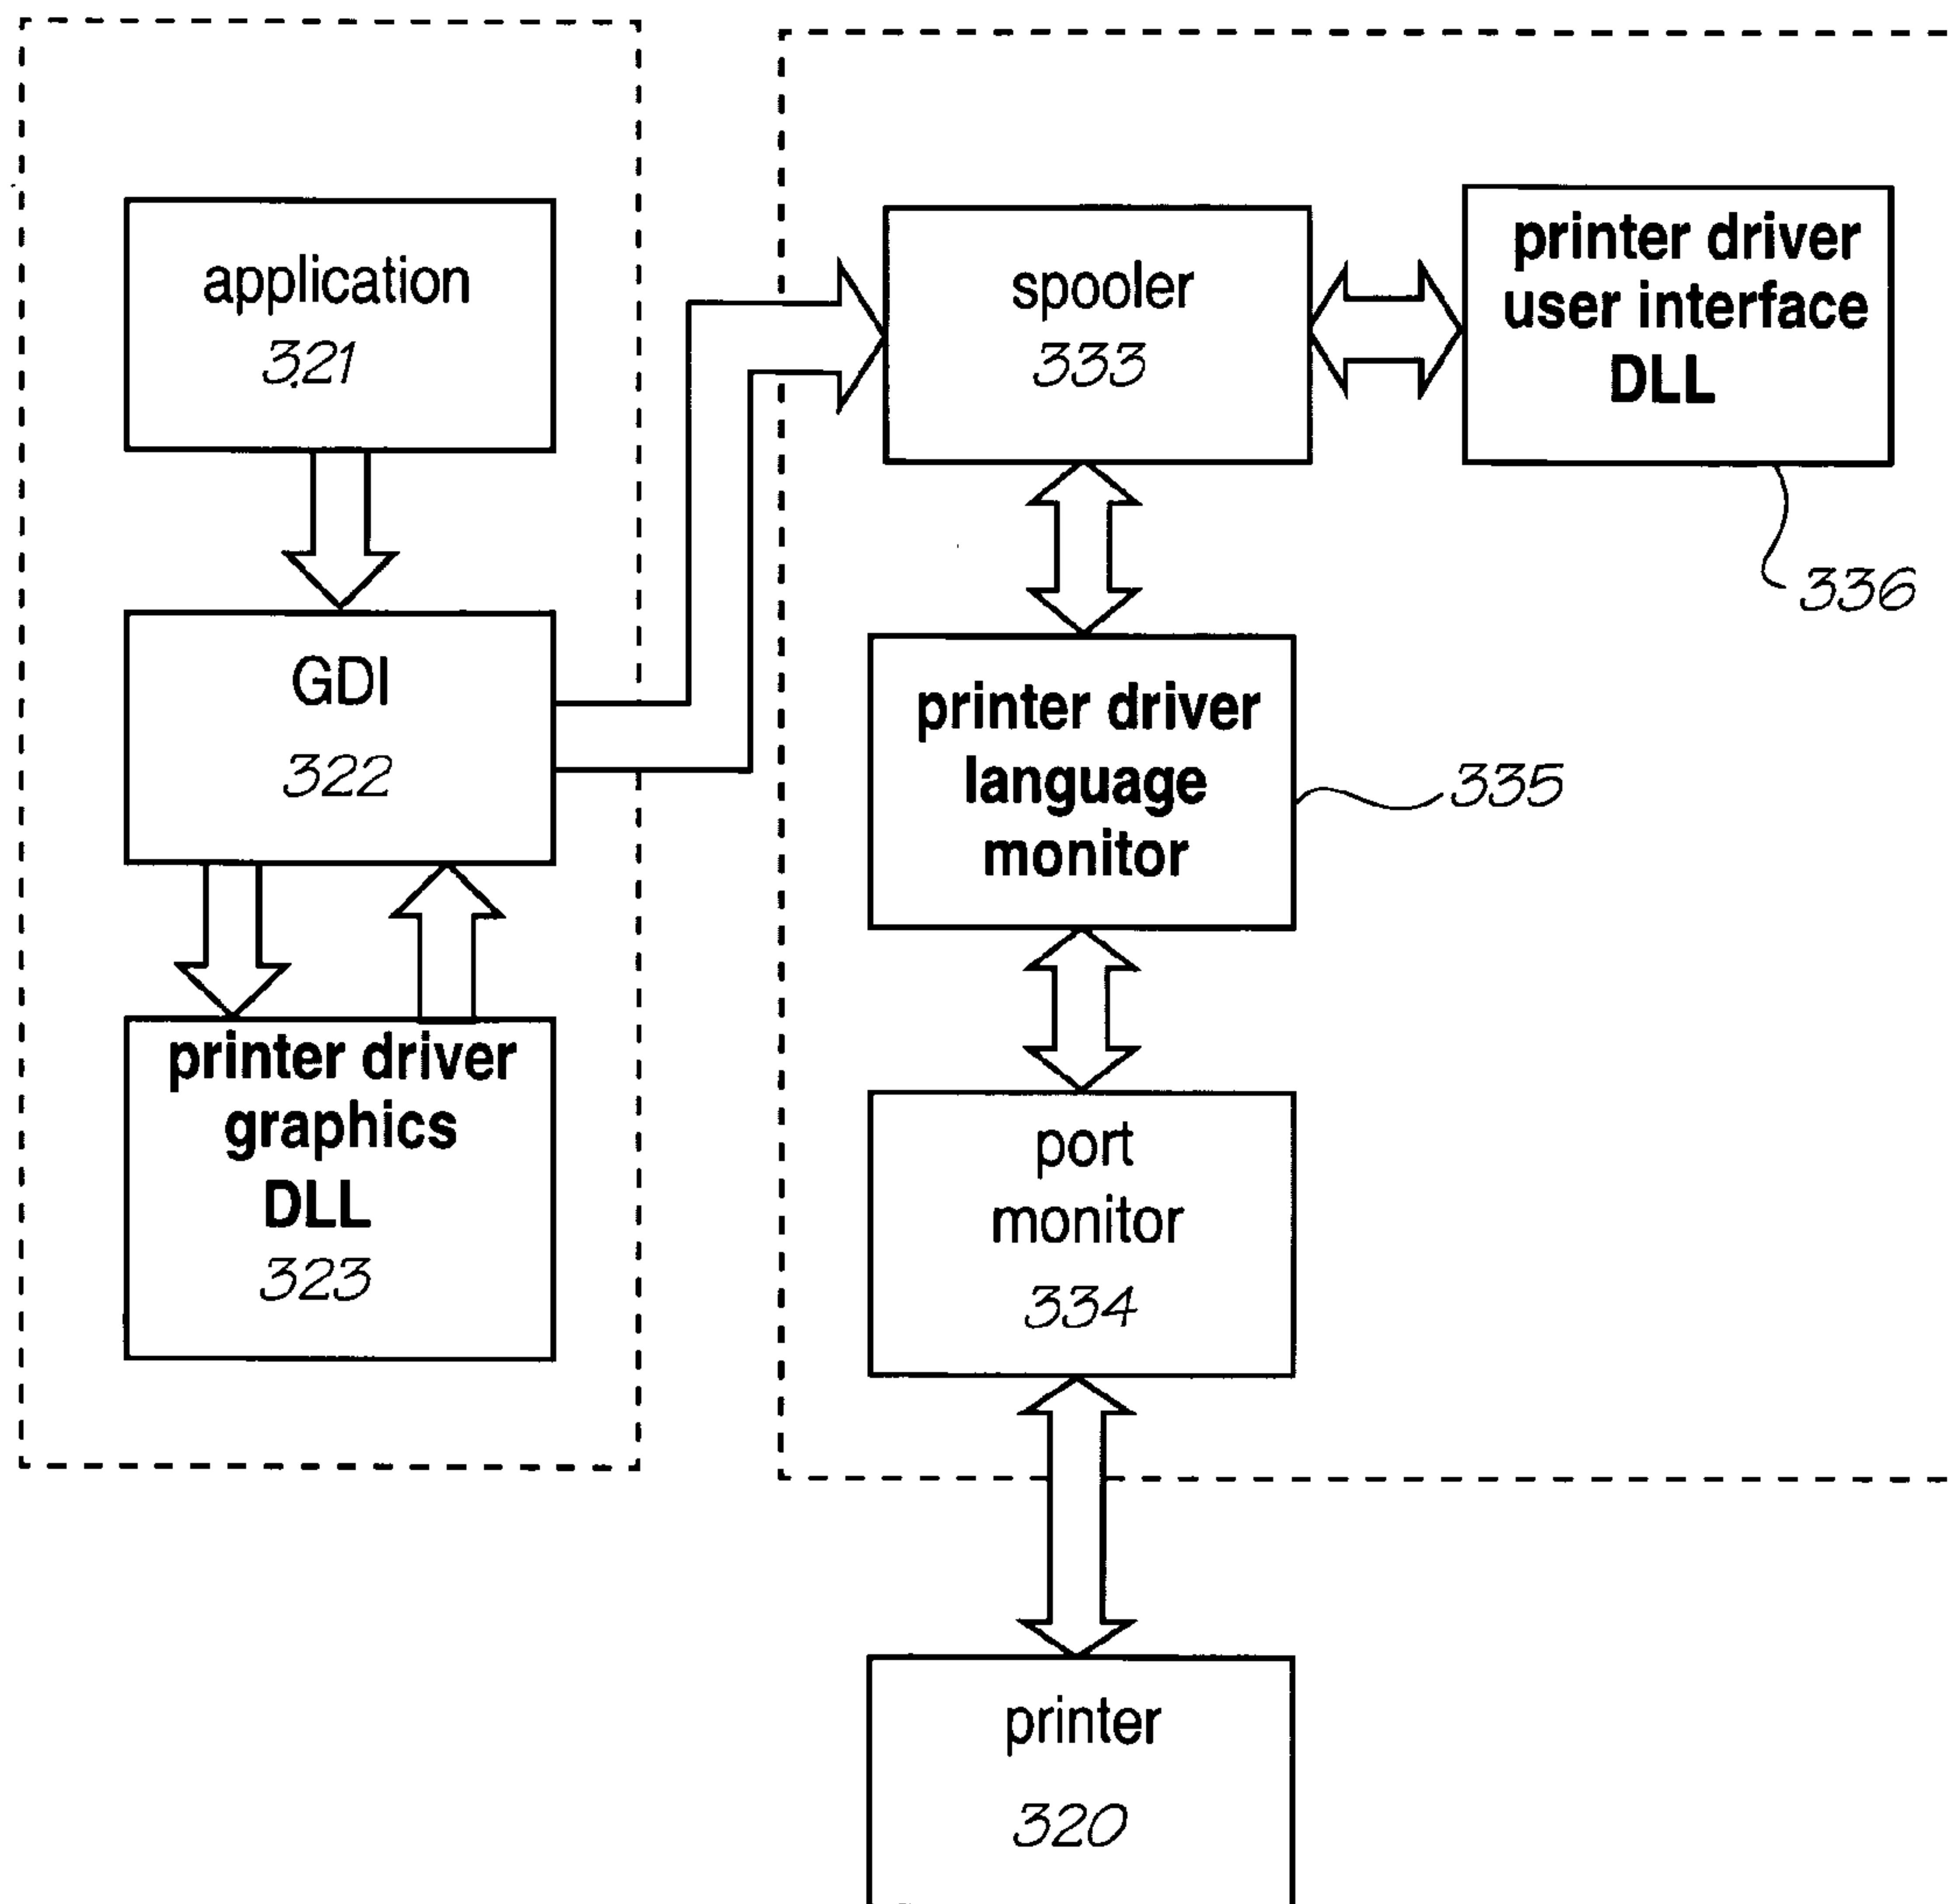 application
321
GDI
322
printer driver
graphics
DLL
323
spooler
333
printer driver
user interface
DLL
336
printer driver
language
monitor
335
port
monitor
334
printer
320